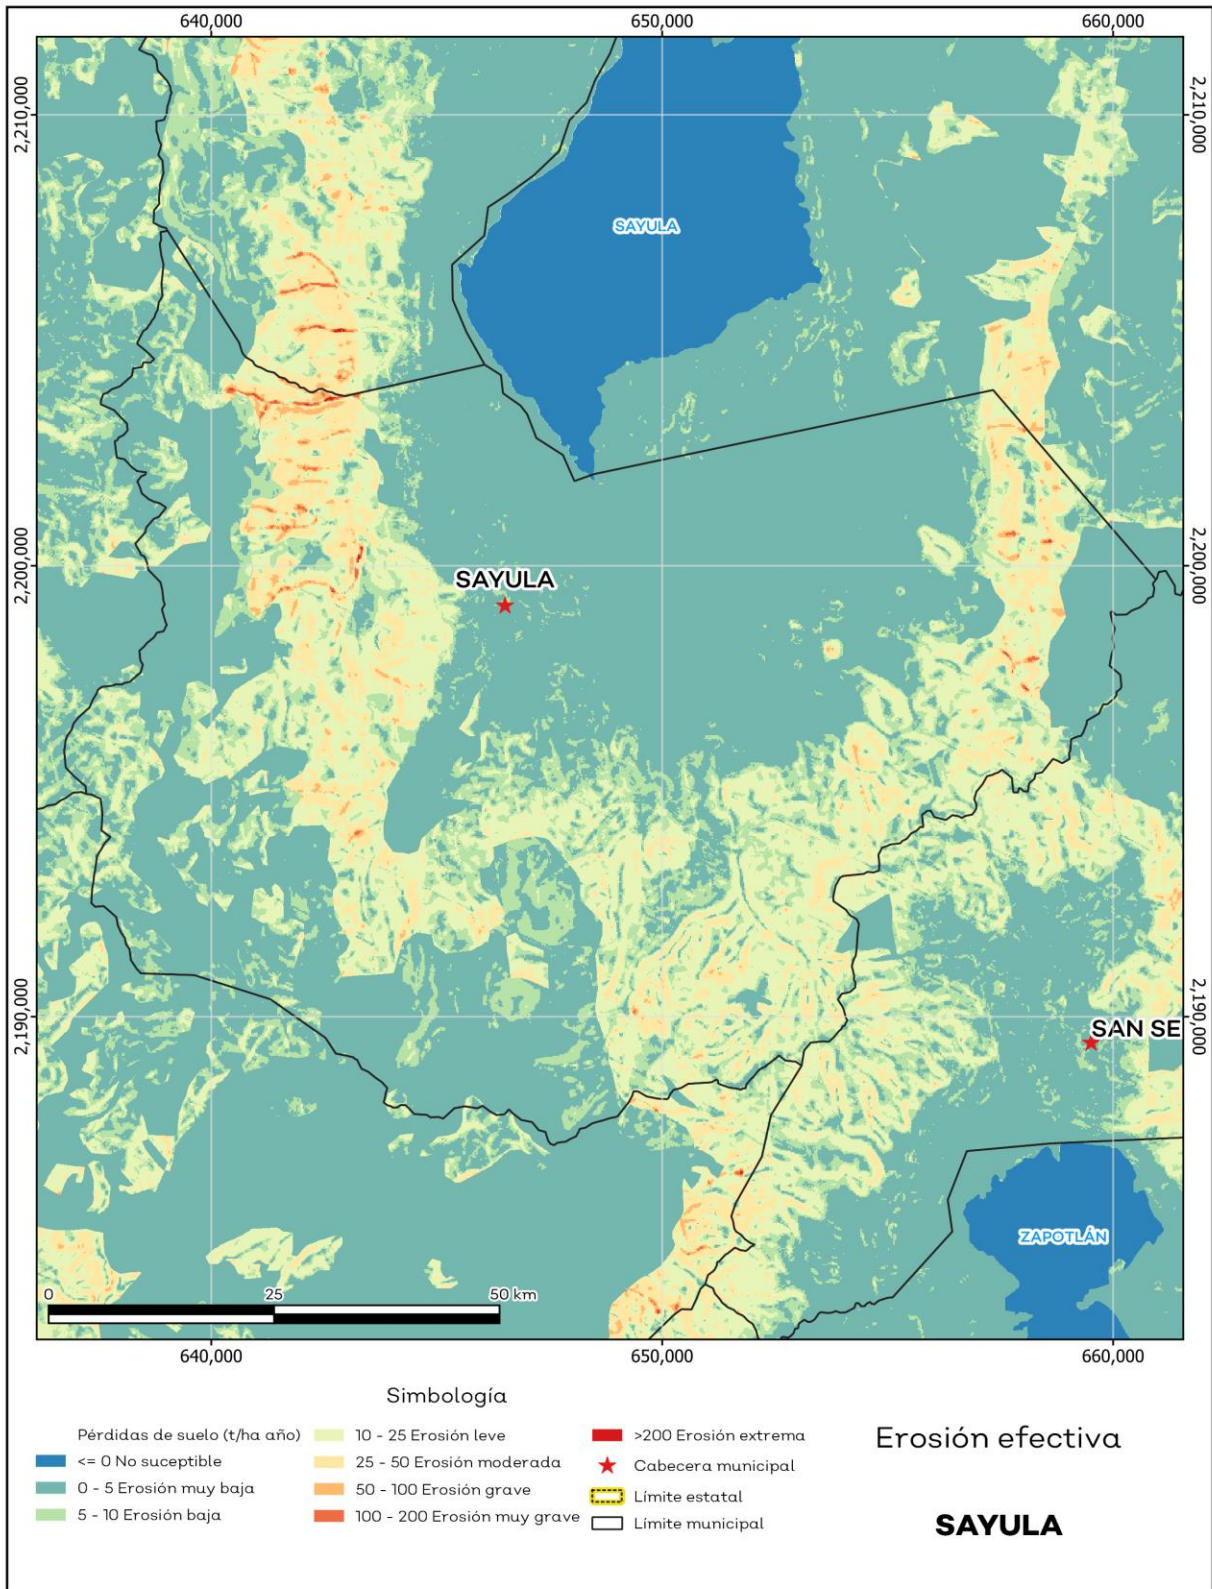 640,000
650,000
660,000
2,210,000
2,210,000
SAYULA
2,200,000
2,200,000
SAYULA
2,190,000
2,190,000
SAN SE
ZAPOTLÁN
0
25
50 km
640,000
650,000
660,000
Simbología
Pérdidas de suelo (t/ha año)
<= 0 No suceptible
0 - 5 Erosión muy baja
5 - 10 Erosión baja
10 - 25 Erosión leve
25 - 50 Erosión moderada
50 - 100 Erosión grave
100 - 200 Erosión muy grave
>200 Erosión extrema
Cabecera municipal
Límite estatal
Límite municipal
Erosión efectiva
SAYULA